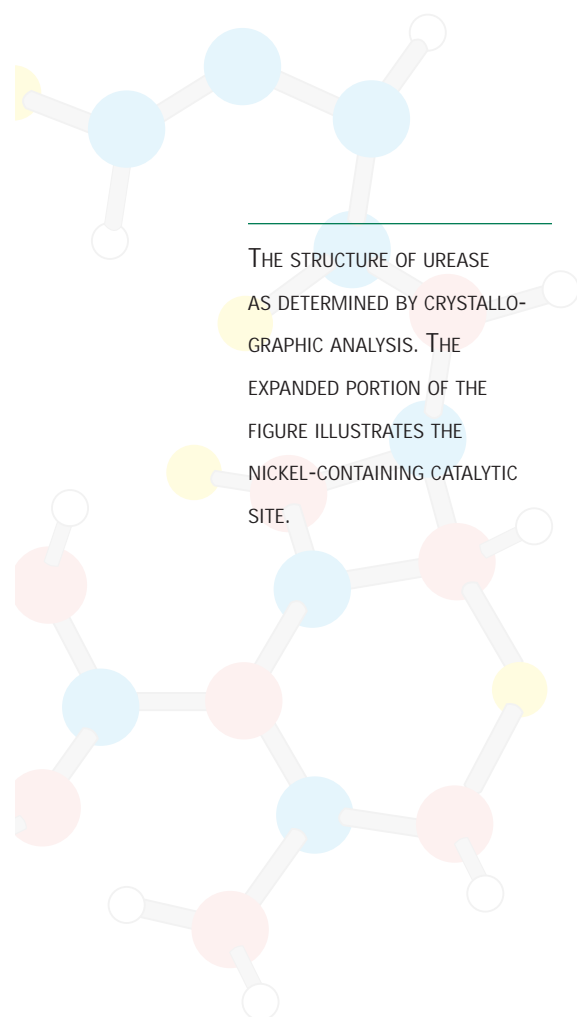 The structure of urease
as determined by crystallo-
graphic analysis. The
expanded portion of the
figure illustrates the
nickel-containing catalytic
site.